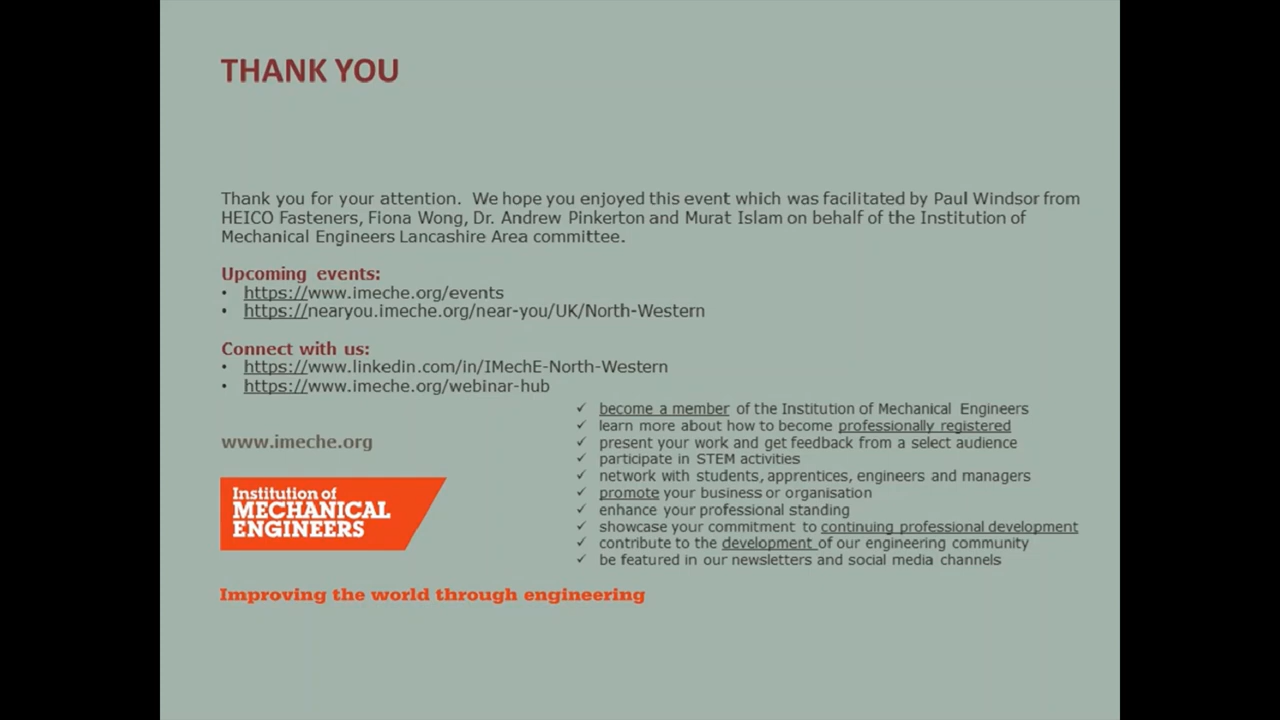 THANK YOU
Thank you for your attention.  We hope you enjoyed this event which was facilitated by Paul Windsor from
HEICO Fasteners, Fiona Wong, Dr. Andrew Pinkerton and Murat Islam on behalf of the Institution of
Mechanical Engineers Lancashire Area committee.
Upcoming events:
• https://www.imeche.org/events
• https://nearyou.imeche.org/near-you/UK/North-Western
Connect with us:
• https://www.linkedin.com/in/IMechE-North-Western
• https://www.imeche.org/webinar-hub
✓ become a member of the Institution of Mechanical Engineers
✓ learn more about how to become professionally registered
✓ present your work and get feedback from a select audience
✓ participate in STEM activities
✓ network with students, apprentices, engineers and managers
✓ promote your business or organisation
✓ enhance your professional standing
✓ showcase your commitment to continuing professional development
✓ contribute to the development of our engineering community
✓ be featured in our newsletters and social media channels
www.imeche.org
Institution of
MECHANICAL
ENGINEERS
Improving the world through engineering